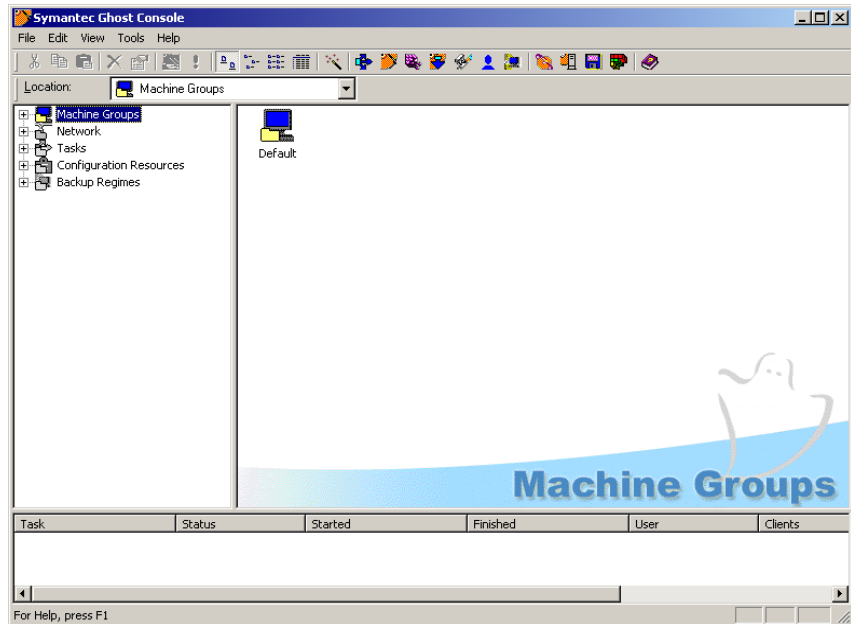 Symantec Ghost Console
File Edit View Tools Help
Location: Machine Groups
Machine Groups
Network
Tasks
Configuration Resources
Backup Regimes
Default
Machine Groups
Task Status Started Finished User Clients
For Help, press F1